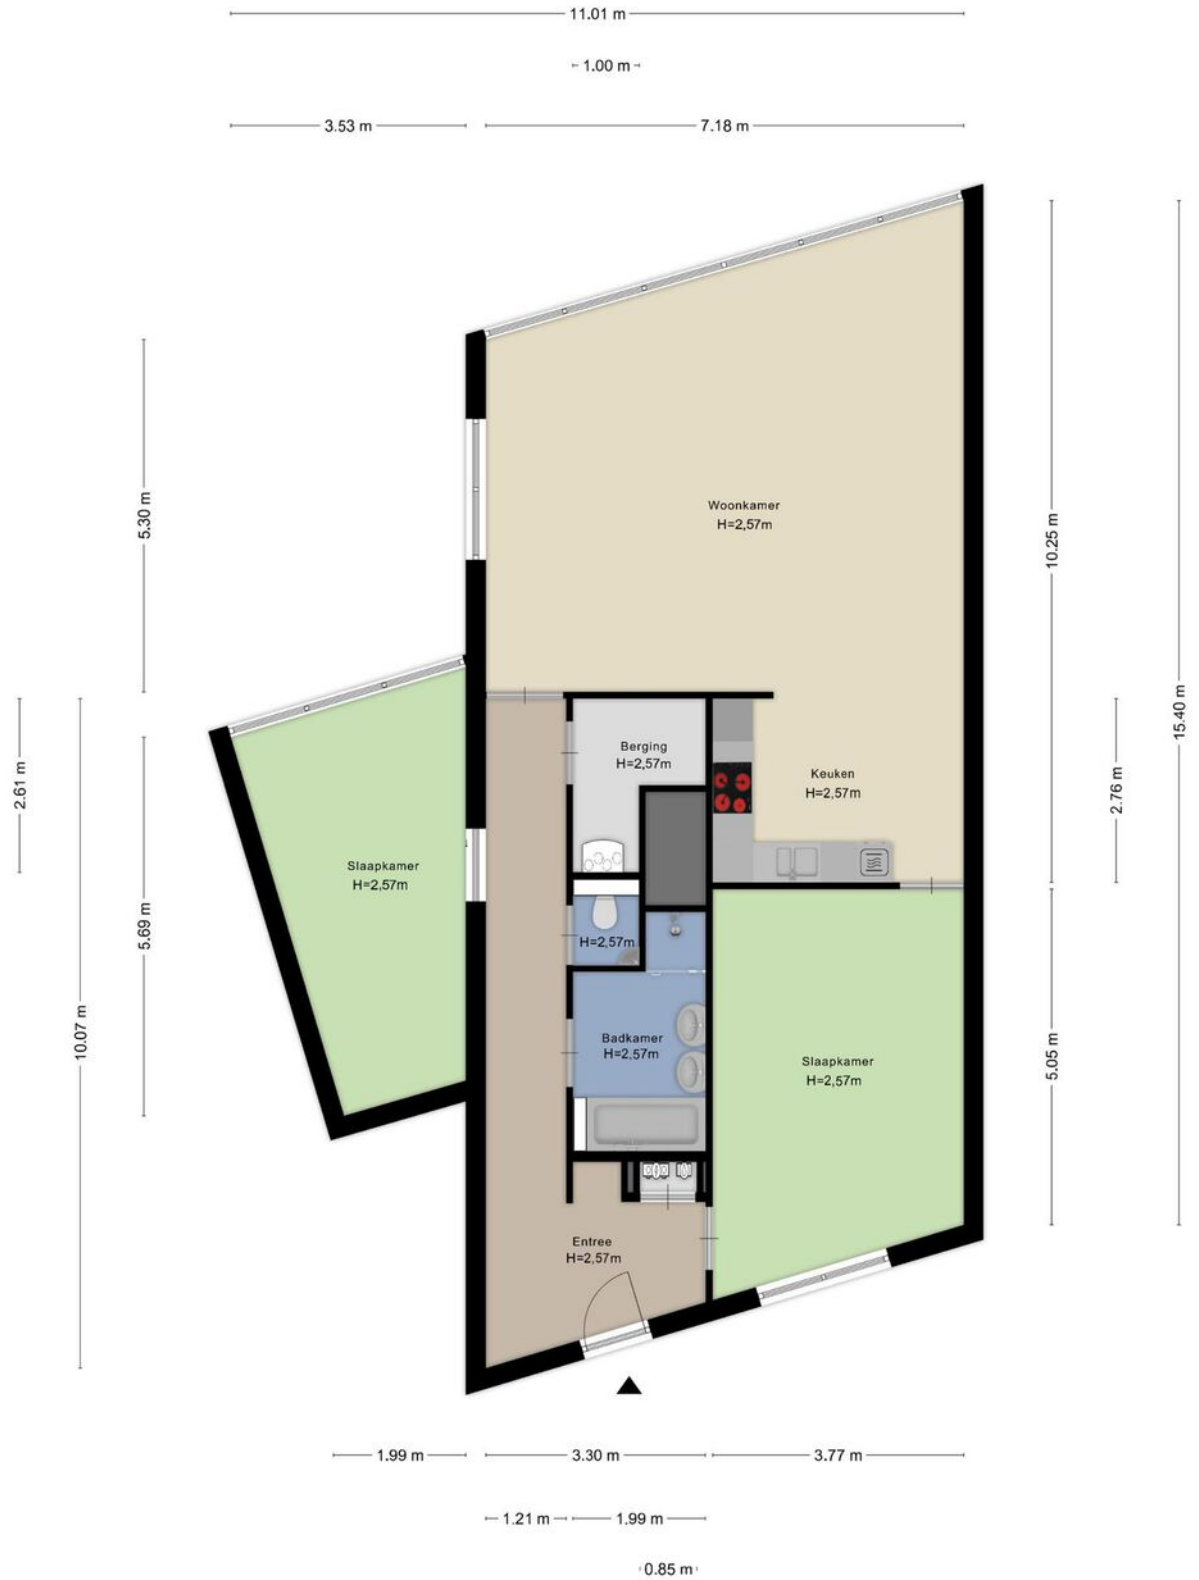 11.01 m
1.00 m
3.53 m
7.18 m
5.30 m
Woonkamer
H=2,57m
10.25 m
15.40 m
2.61 m
Berging
H=2,57m
Keuken
H=2,57m
2.76 m
Slaapkamer
H=2,57m
5.69 m
H=2,57m
10.07 m
Badkamer
H=2,57m
Slaapkamer
H=2,57m
5.05 m
Entree
H=2,57m
1.99 m
3.30 m
3.77 m
1.21 m
1.99 m
0.85 m